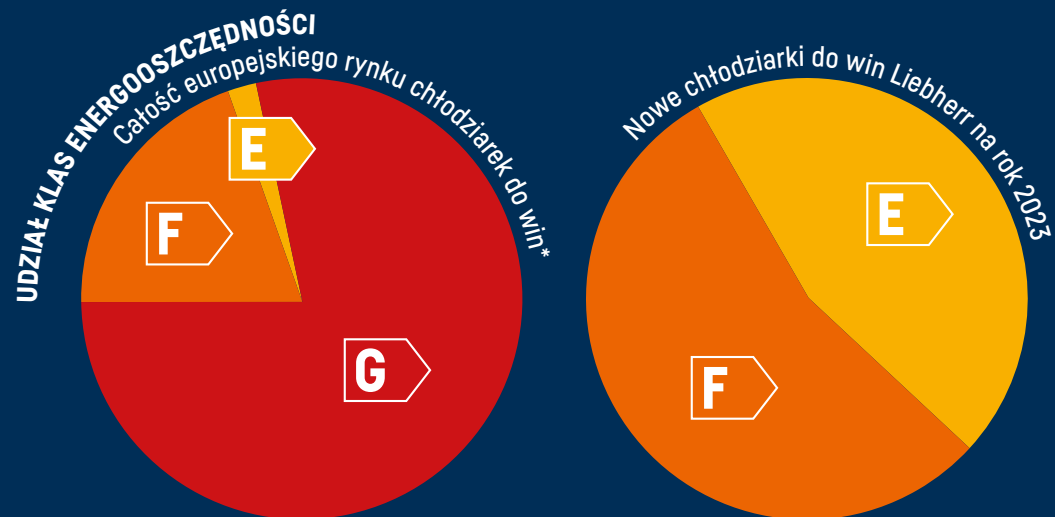 UDZIAŁ KLAS ENERGOOSZCZĘDNOŚCI
Całość europejskiego rynku chłodziarek do win*
E
F
G
Nowe chłodziarki do win Liebherr na rok 2023
E
F